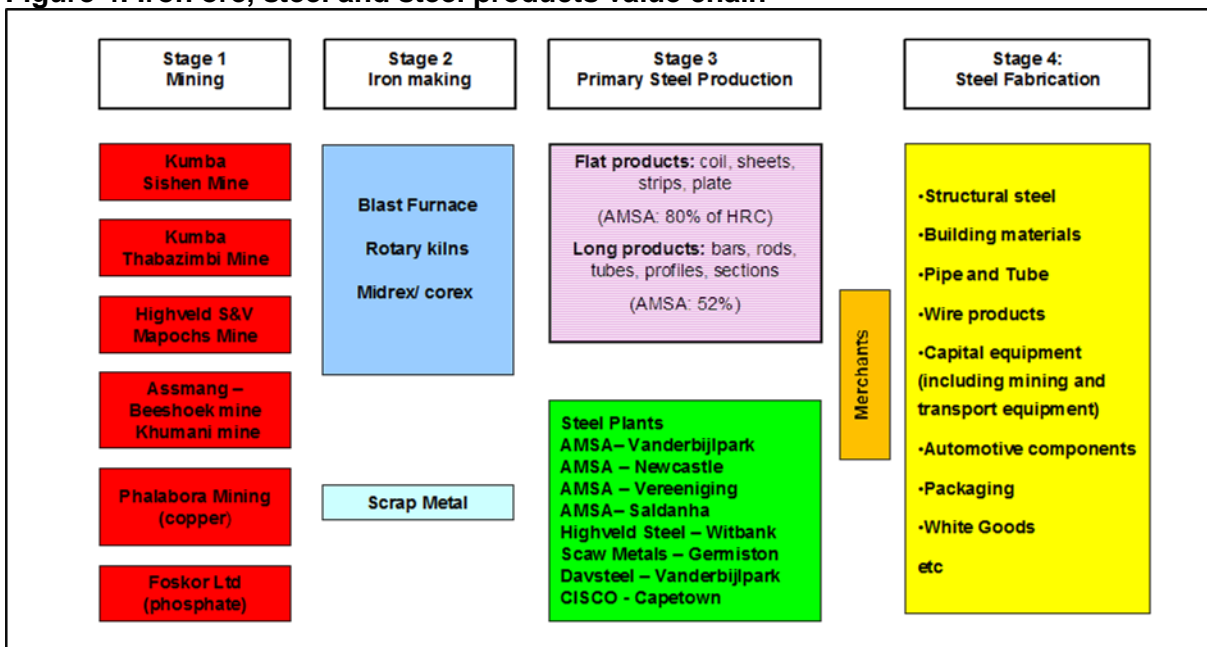 Figure Iron ore, steel and steel products value chain
Stage 1
Mining
Stage 2
Iron making
Stage 3
Primary Steel Production
Stage 4:
Steel Fabrication
Kumba
Sishen Mine
Kumba
Thabazimbi Mine
Highveld S&V
Mapochs Mine
Assmang –
Beeshoek mine
Khumani mine
Phalabora Mining
(copper)
Foskor Ltd
(phosphate)
Blast Furnace
Rotary kilns
Midrex/ corex
Scrap Metal
Flat products: coil, sheets,
strips, plate
(AMSA: 80% of HRC)
Long products: bars, rods,
tubes, profiles, sections
(AMSA: 52%)
Steel Plants
AMSA– Vanderbijlpark
AMSA – Newcastle
AMSA – Vereeniging
AMSA– Saldanha
Highveld Steel – Witbank
Scaw Metals – Germiston
Davsteel – Vanderbijlpark
CISCO - Capetown
Merchants
•Structural steel
•Building materials
•Pipe and Tube
•Wire products
•Capital equipment
(including mining and
transport equipment)
•Automotive components
•Packaging
•White Goods
etc